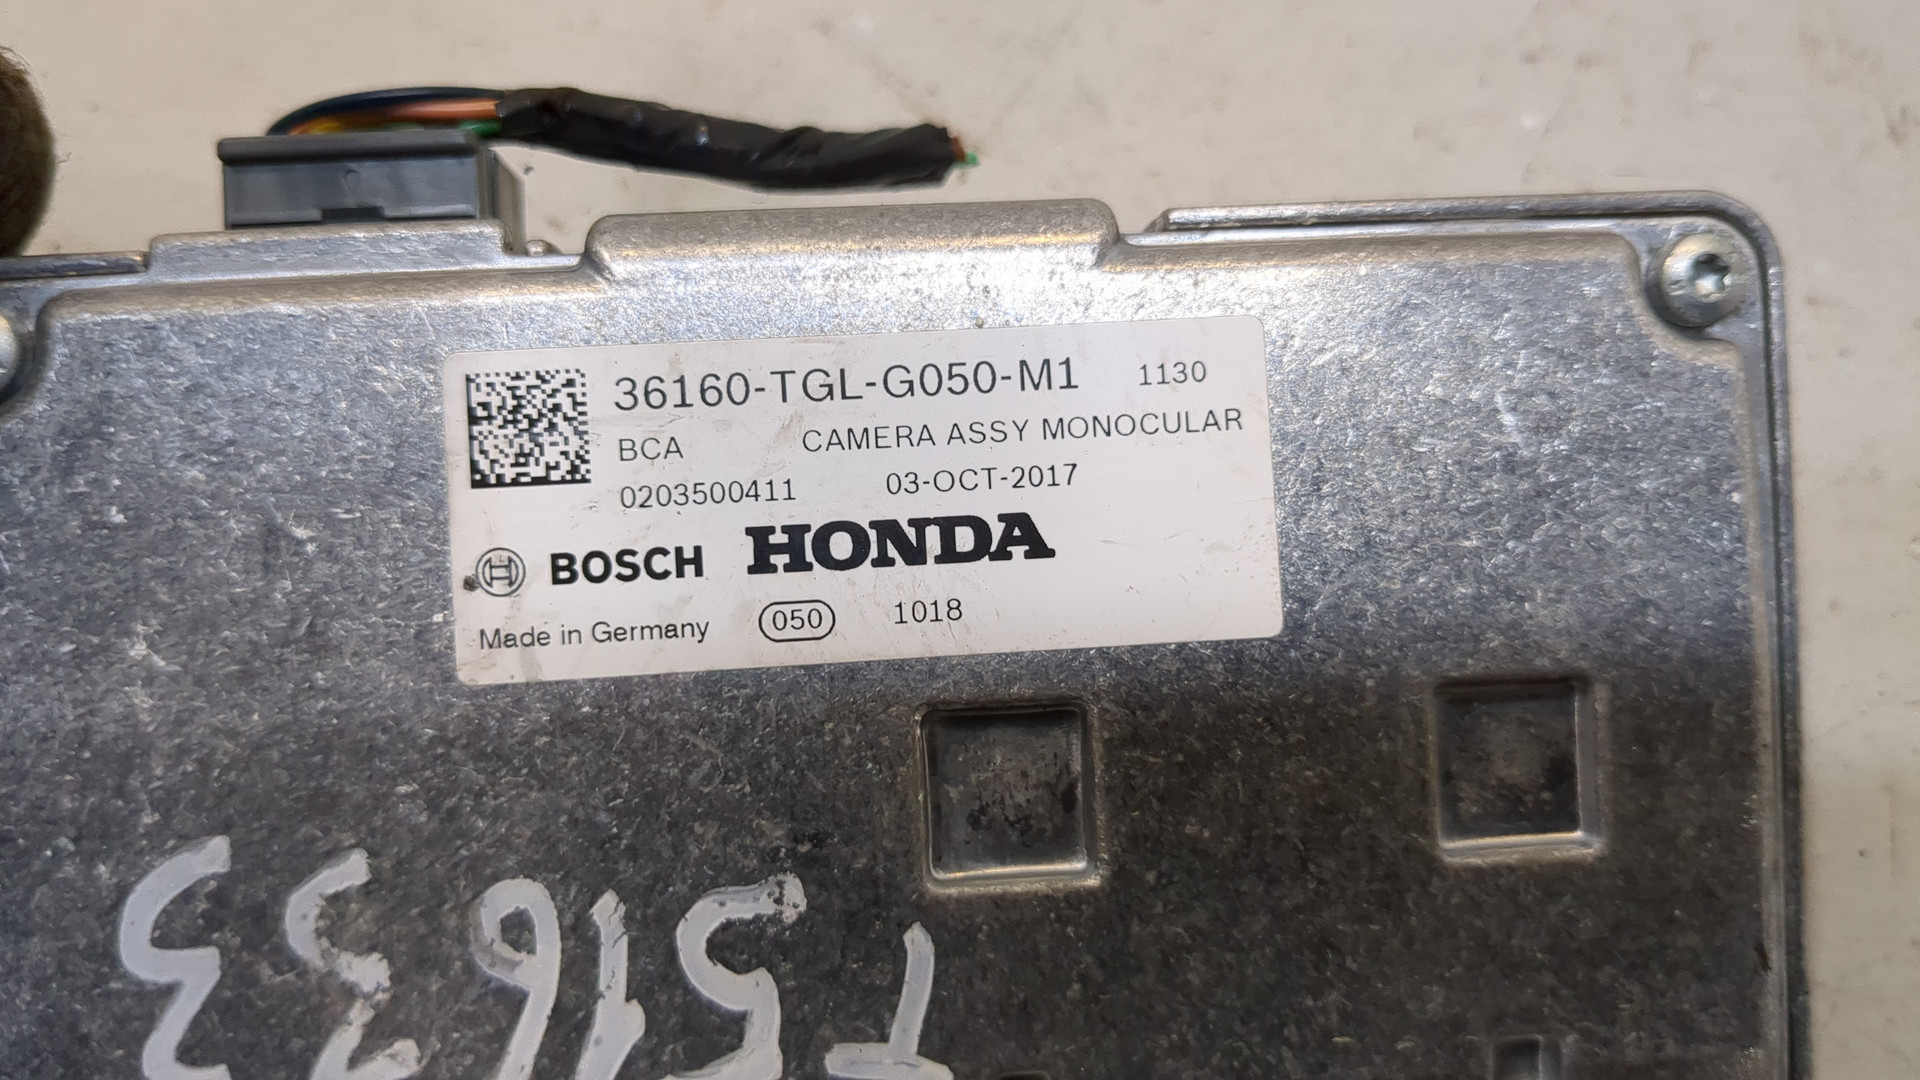 36160-TGL-G050-M1 1130
BCA CAMERA ASSY MONOCULAR
0203500411 03-OCT-2017
BOSCH HONDA
Made in Germany 050 1018
T51633